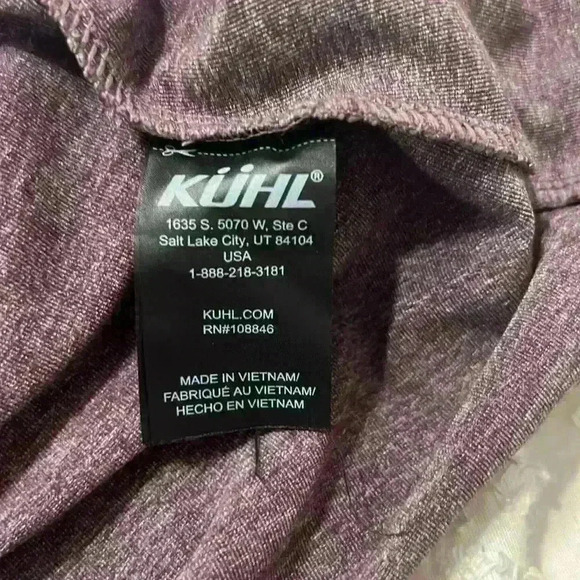 KÜHL®
1635 S. 5070 W, Ste C
Salt Lake City, UT 84104
USA
1-888-218-3181
KUHL.COM
RN#108846
MADE IN VIETNAM/
FABRIQUÉ AU VIETNAM/
HECHO EN VIETNAM